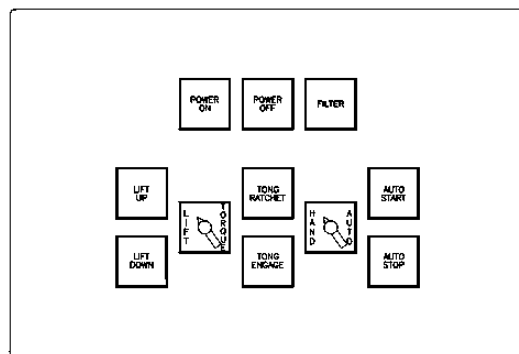 POWER
ON
POWER
OFF
FILTER
LIFT
UP
TONG
RATCHET
AUTO
START
LIFT
TORQUE
HAND
AUTO
LIFT
DOWN
TONG
ENGAGE
AUTO
STOP